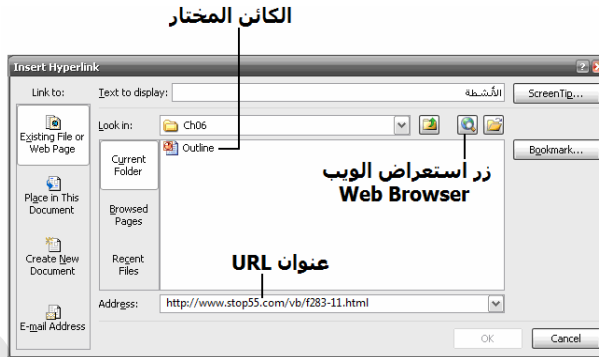 الكائن المختار
Insert Hyperlink
Link to:
Text to display:
الأنشطة
ScreenTip...
Existing File or
Web Page
Look in:
Ch06
Bookmark...
Current
Folder
Outline
زر استعراض الويب
Web Browser
Place in This
Document
Browsed
Pages
Create New
Document
Recent
Files
عنوان URL
Address:
http://www.stop55.com/vb/f283-11.html
E-mail Address
OK
Cancel